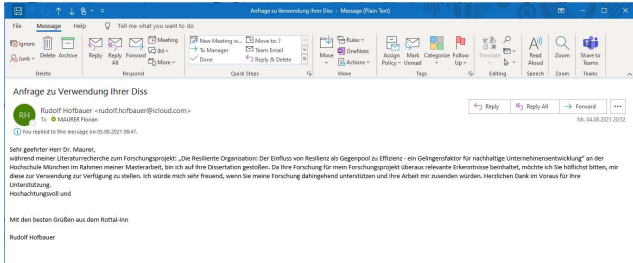 Anfrage zu Verwendung Ihrer Diss - Message (Plain Text)
File Message Help Tell me what you want to do
Ignore
Junk
Delete
Archive
Reply
Reply All
Forward
Meeting
IM
More
New Meeting w...
To Manager
Done
Move to: ?
Team Email
Reply & Delete
Move
Rules
OneNote
Actions
Assign Policy
Mark Unread
Categorize
Follow Up
Translate
Read Aloud
Zoom
Share to Teams
Delete Respond Quick Steps Move Tags Editing Speech Zoom Teams
Anfrage zu Verwendung Ihrer Diss
RH
Rudolf Hofbauer <rudolf.hofbauer@icloud.com>
To MAURER Florian
Reply Reply All Forward
Mi. 04.08.2021 20:52
You replied to this message on 05.08.2021 08:47.
Sehr geehrter Herr Dr. Maurer,
während meiner Literaturrecherche zum Forschungsprojekt: „Die Resiliente Organisation: Der Einfluss von Resilienz als Gegenpool zu Effizienz - ein Gelingensfaktor für nachhaltige Unternehmensentwicklung" an der
Hochschule München im Rahmen meiner Masterarbeit, bin ich auf Ihre Dissertation gestoßen. Da Ihre Forschung für mein Forschungsprojekt überaus relevante Erkenntnisse beinhaltet, möchte ich Sie höflichst bitten, mir
diese zur Verwendung zur Verfügung zu stellen. Ich würde mich sehr freuend, wenn Sie meine Forschung dahingehend unterstützen und Ihre Arbeit mir zusenden würden. Herzlichen Dank im Voraus für Ihre
Unterstützung.
Hochachtungsvoll und
Mit den besten Grüßen aus dem Rottal-Inn
Rudolf Hofbauer